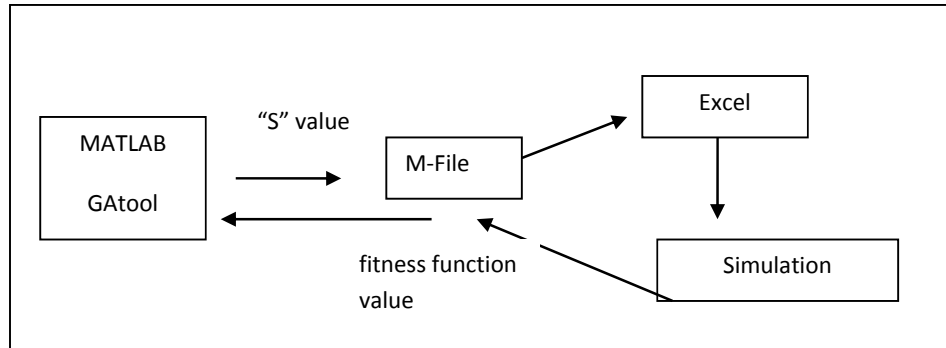 MATLAB
GAtool
“S” value
M-File
Excel
Simulation
fitness function
value